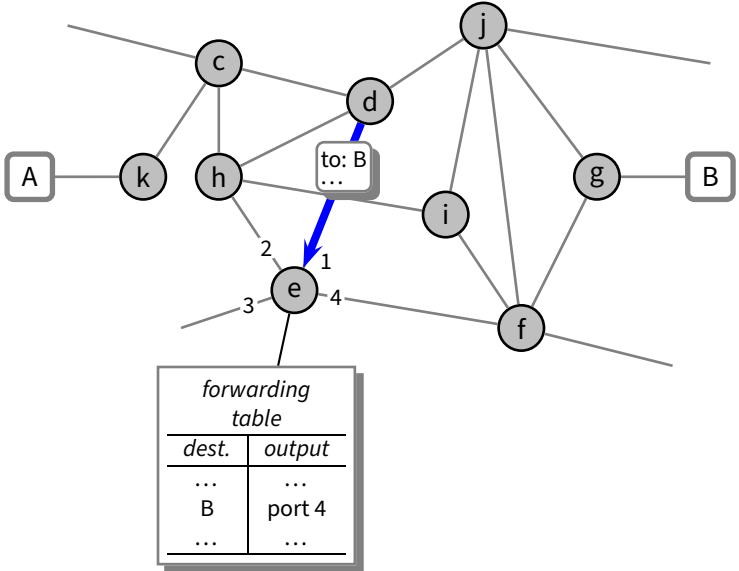 j
c
d
to: B
...
A
k
h
g
B
i
2
1
e
3
4
f
forwarding
table
dest. output
... ...
B port 4
... ...